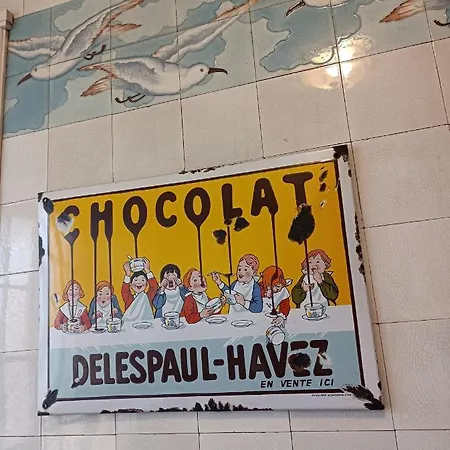 CHOCOLAT
DELESPAUL-HAVEZ
EN VENTE ICI